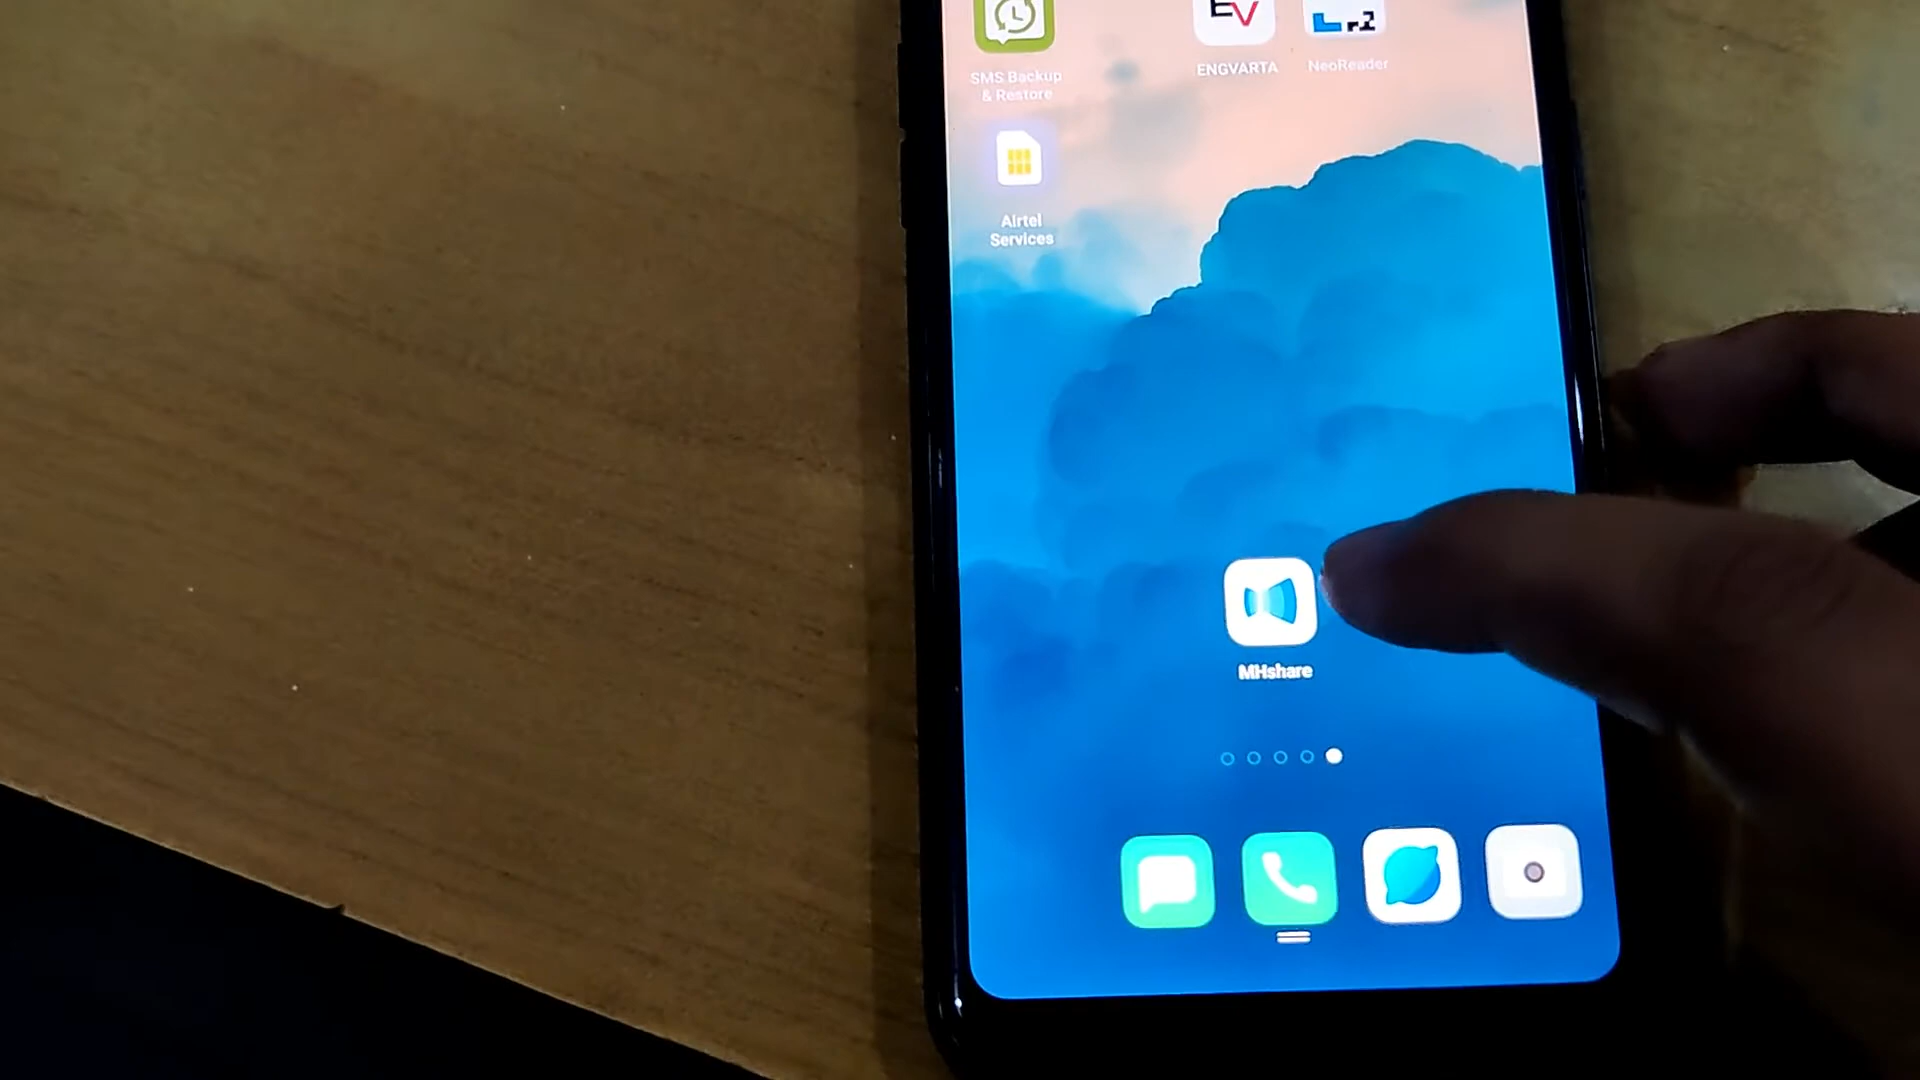 SMS Backup
& Restore
EV
ENGVARTA
NeoReader
Airtel
Services
MHshare